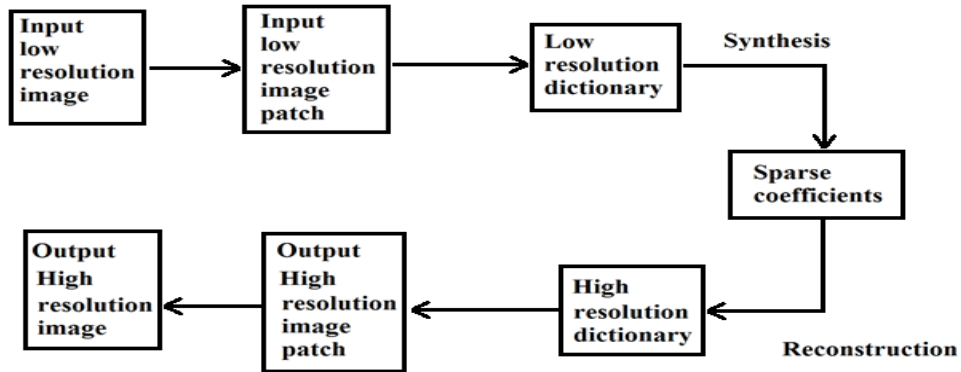 Input
low
resolution
image
Input
low
resolution
image
patch
Low
resolution
dictionary
Synthesis
Sparse
coefficients
High
resolution
dictionary
Reconstruction
Output
High
resolution
image
patch
Output
High
resolution
image